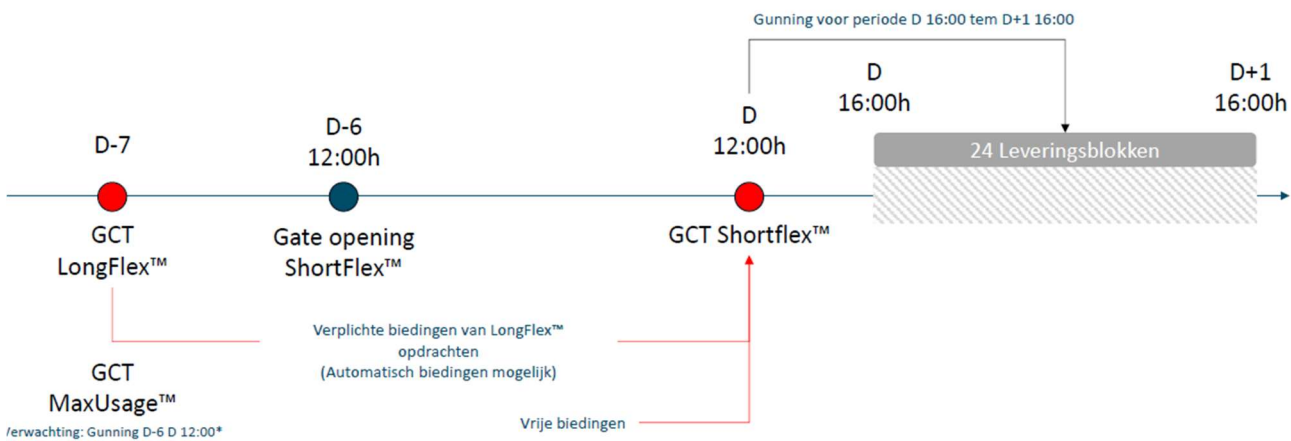 Gunning voor periode D 16:00 tem D+1 16:00
D
16:00h
D+1
16:00h
D-7
D-6
12:00h
D
12:00h
24 Leveringsblokken
GCT
LongFlex™
Gate opening
ShortFlex™
GCT Shortflex™
Verplichte biedingen van LongFlex™
opdrachten
(Automatisch biedingen mogelijk)
GCT
MaxUsage™
Vrije biedingen
erwachting: Gunning D-6 D 12:00*